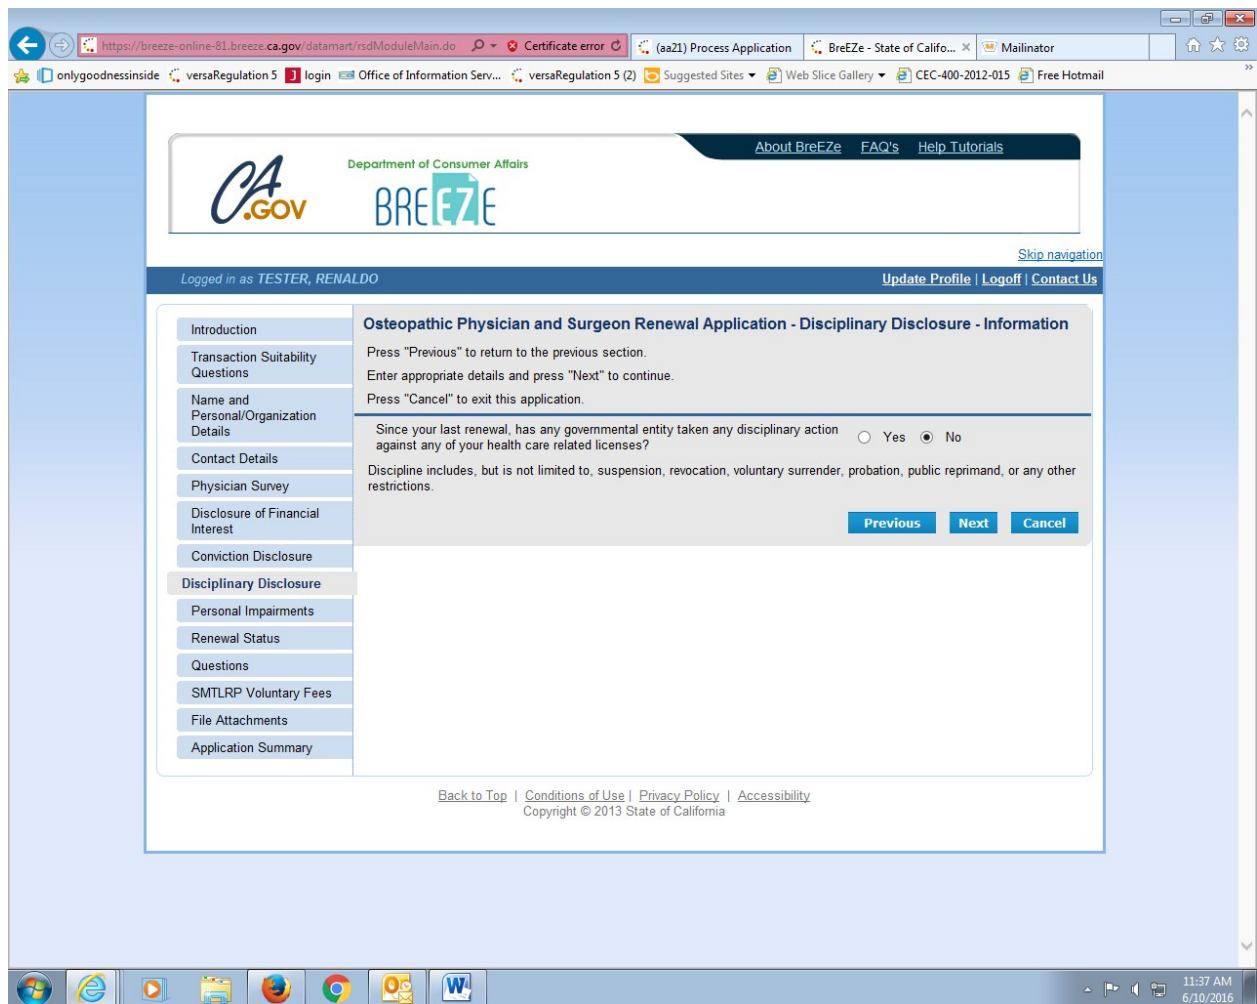 https://breeze-online-81.breeze.ca.gov/datamart/rsdModuleMain.do Certificate error (aa21) Process Application BreEZe - State of Califo... Mailinator
onlygoodnessinside versaRegulation 5 login Office of Information Serv... versaRegulation 5 (2) Suggested Sites Web Slice Gallery CEC-400-2012-015 Free Hotmail
About BreEZe FAQ's Help Tutorials
CA.GOV
Department of Consumer Affairs
BREEZE
Skip navigation
Logged in as TESTER, RENALDO Update Profile | Logoff | Contact Us
Introduction
Transaction Suitability
Questions
Name and
Personal/Organization
Details
Contact Details
Physician Survey
Disclosure of Financial
Interest
Conviction Disclosure
Disciplinary Disclosure
Personal Impairments
Renewal Status
Questions
SMTLRP Voluntary Fees
File Attachments
Application Summary
Osteopathic Physician and Surgeon Renewal Application - Disciplinary Disclosure - Information
Press "Previous" to return to the previous section.
Enter appropriate details and press "Next" to continue.
Press "Cancel" to exit this application.
Since your last renewal, has any governmental entity taken any disciplinary action
against any of your health care related licenses? Yes No
Discipline includes, but is not limited to, suspension, revocation, voluntary surrender, probation, public reprimand, or any other
restrictions.
Previous Next Cancel
Back to Top | Conditions of Use | Privacy Policy | Accessibility
Copyright © 2013 State of California
11:37 AM
6/10/2016